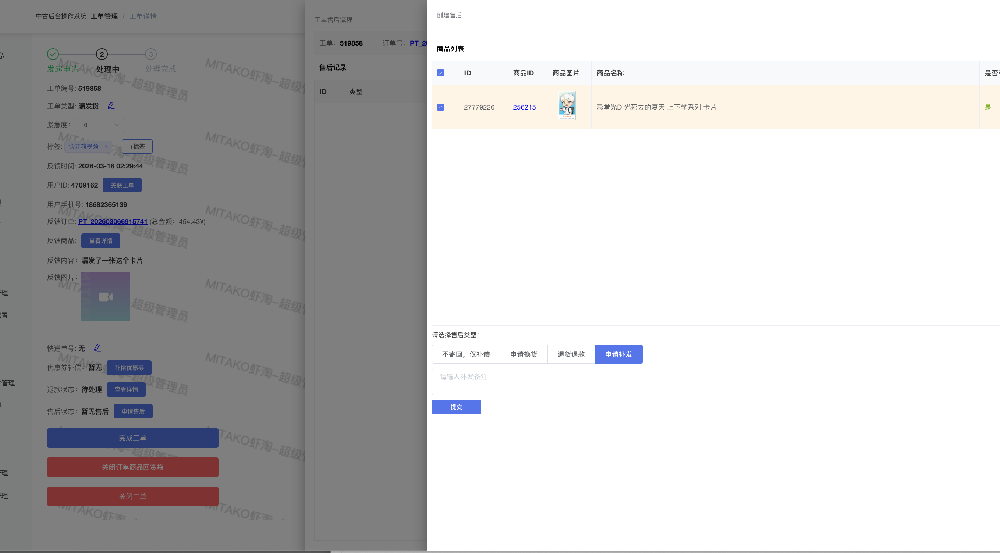 中古后台操作系统 工单管理 / 工单详情
心
2
3
发起申请
处理中
处理完成
工单编号: 519858
工单类型: 漏发货
紧急度: 0
标签: 含开箱视频 × +标签
反馈时间: 2026-03-18 02:29:44
用户ID: 4709162 关联工单
用户手机号: 18682365139
反馈订单: PT_202603066915741 (总金额: 454.43¥)
反馈商品: 查看详情
反馈内容: 漏发了一张这个卡片
反馈图片:
快递单号: 无
优惠券补偿: 暂无 补偿优惠券
退款状态: 待处理 查看详情
售后状态: 暂无售后 申请售后
完成工单
关闭订单商品回赏袋
关闭工单
管理
配置
管理
管理
管理
MITAKO虾淘-超级管理员
工单售后流程
工单: 519858 订单号: PT_20
售后记录
ID 类型
创建售后
商品列表
ID 商品ID 商品图片 商品名称 是否
27779226 256215 忌堂光D 光死去的夏天 上下学系列 卡片 是
请选择售后类型:
不寄回，仅补偿 申请换货 退货退款 申请补发
请输入补发备注
提交